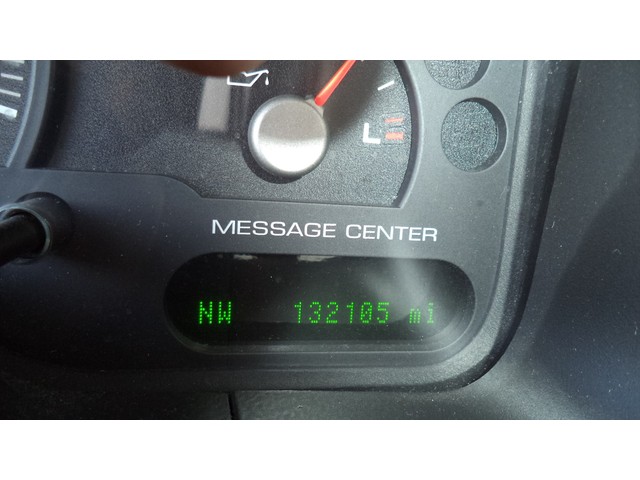 L
MESSAGE CENTER
NW 132105 mi